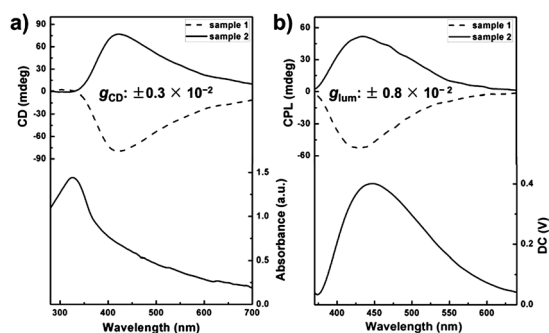 a)
90
60
30
0
-30
-60
-90
CD (mdeg)
sample 1
sample 2
gCD: ± 0.3 × 10⁻²
1.5
1.0
0.5
0.0
Absorbance (a.u.)
300 400 500 600 700
Wavelength (nm)
b)
60
30
0
-30
-60
CPL (mdeg)
sample 1
sample 2
glum: ± 0.8 × 10⁻²
0.4
0.2
0.0
DC (V)
400 450 500 550 600
Wavelength (nm)